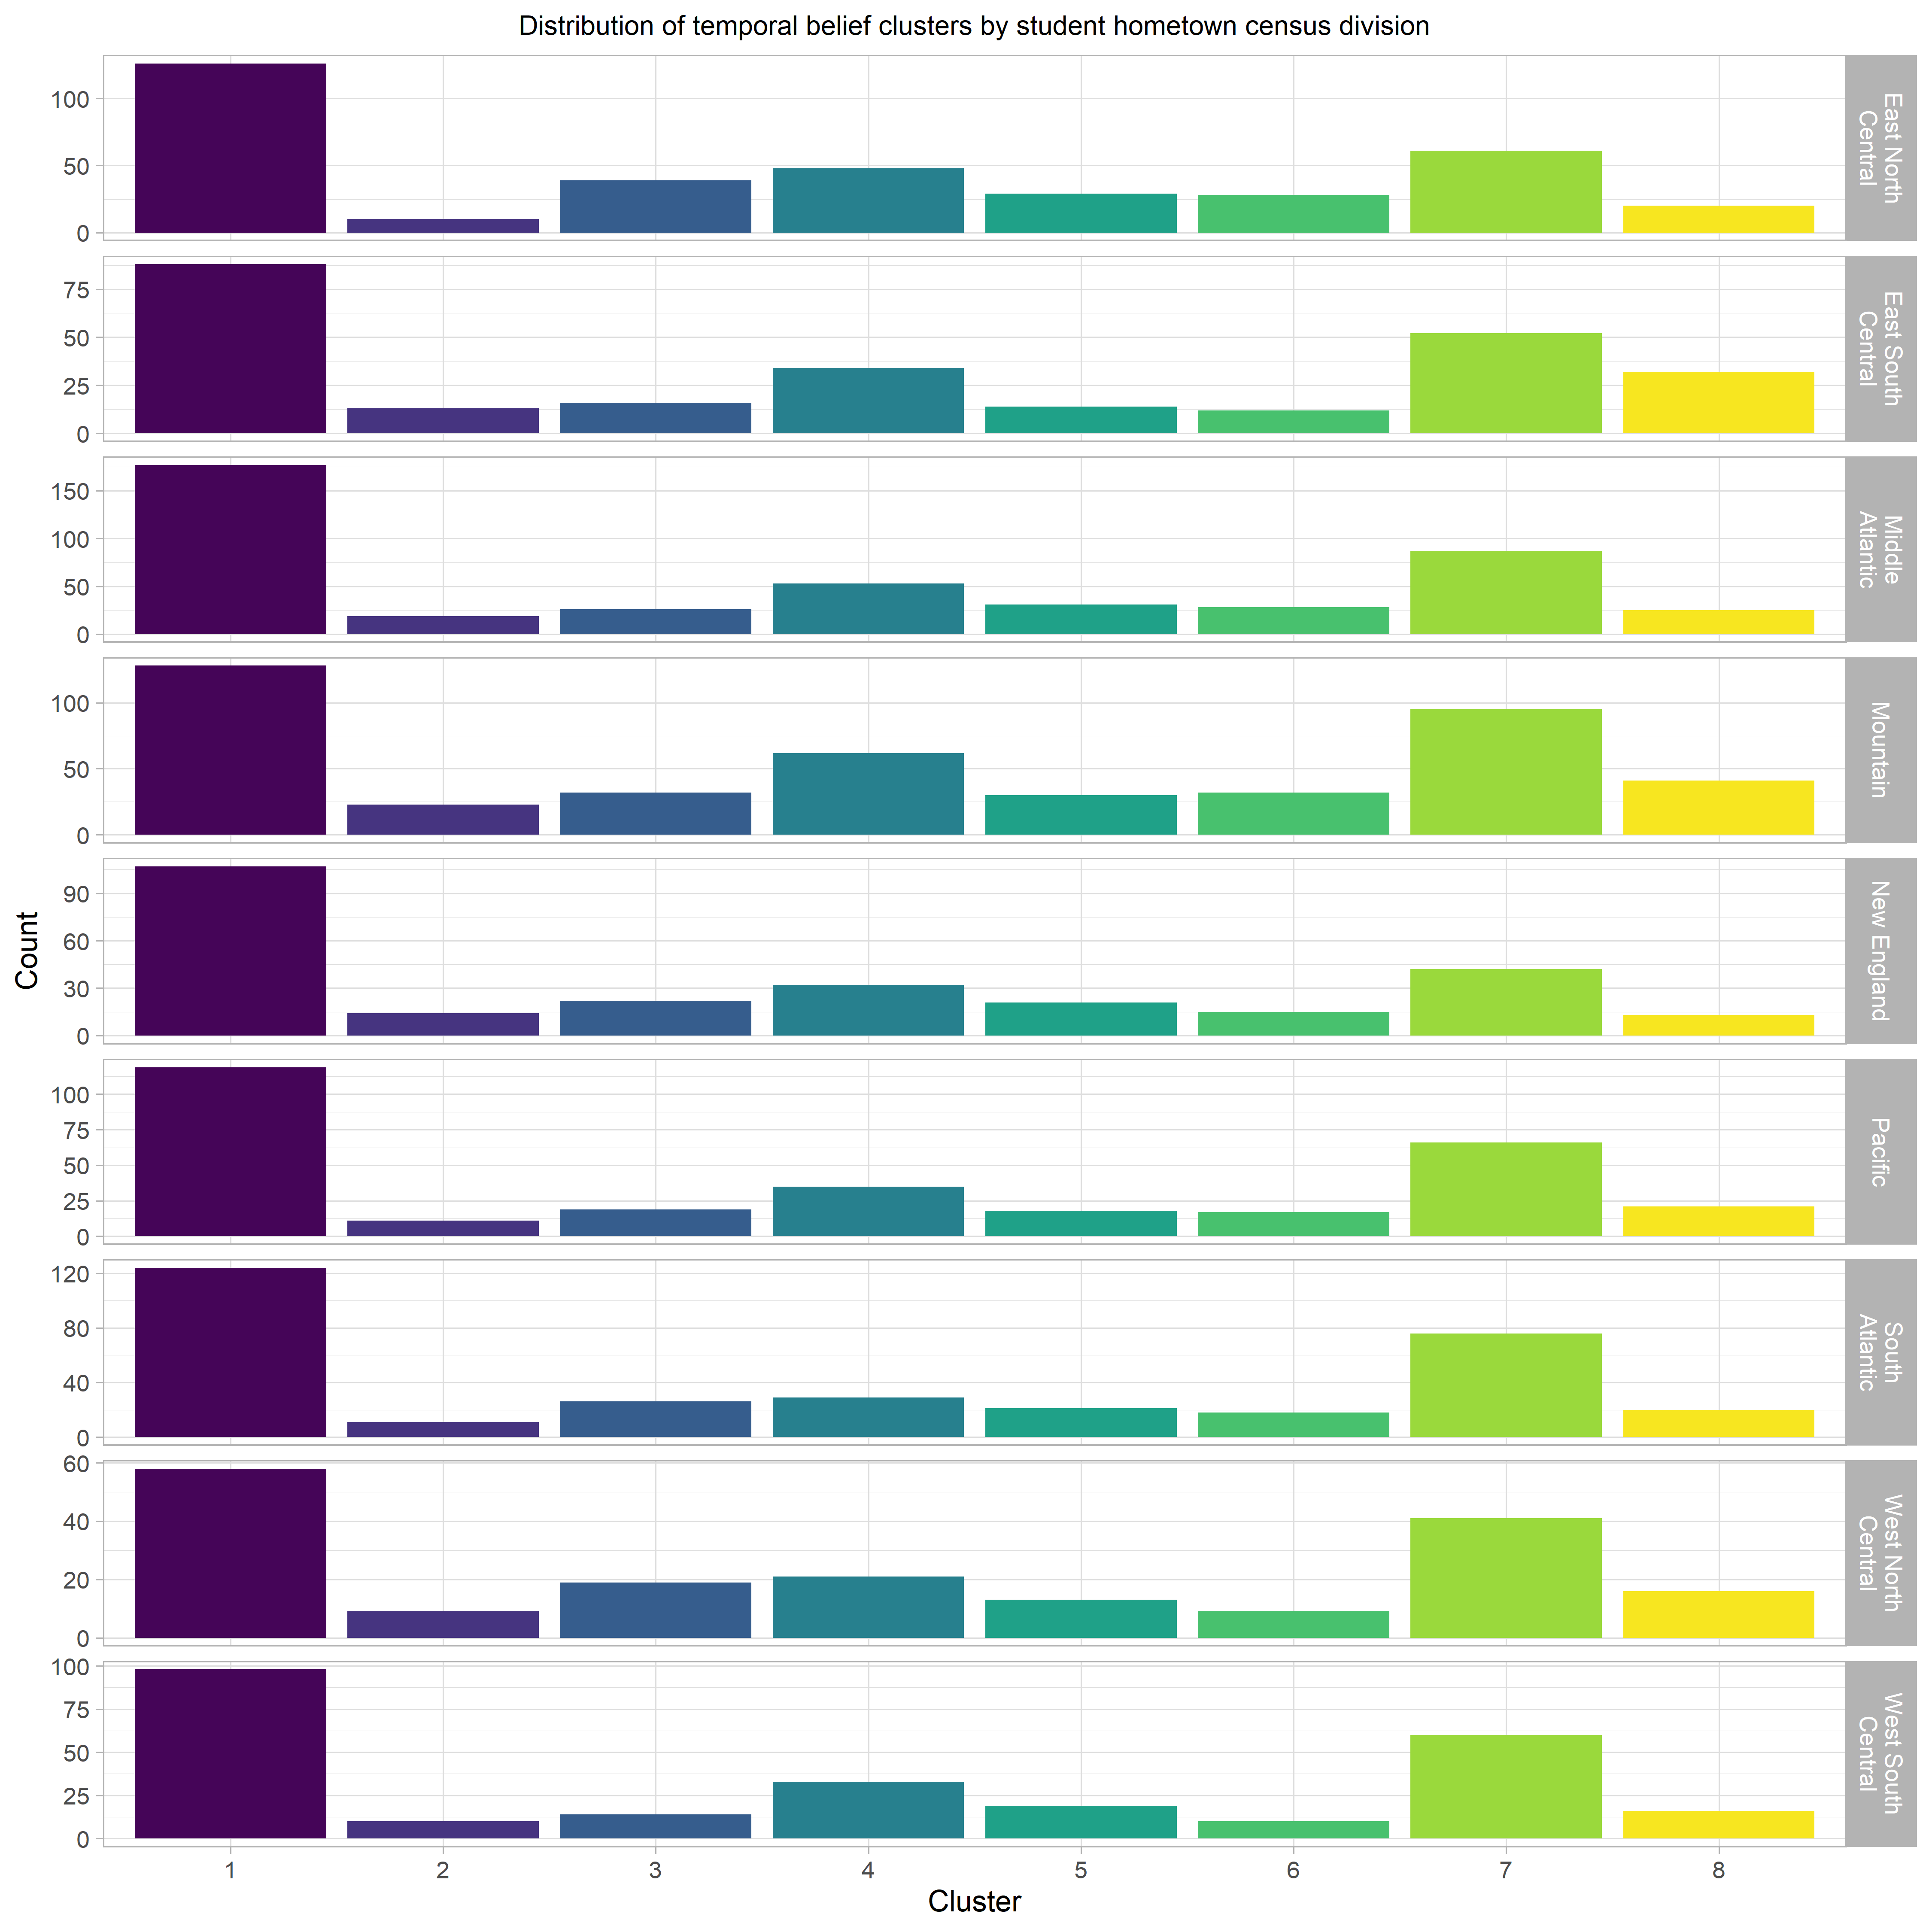 Distribution of temporal belief clusters by student hometown census division
100
50
0
East North
Central
75
50
25
0
East South
Central
150
100
50
0
Middle
Atlantic
100
50
0
Mountain
90
60
30
0
New England
100
75
50
25
0
Pacific
120
80
40
0
South
Atlantic
60
40
20
0
West North
Central
100
75
50
25
0
West South
Central
Count
1 2 3 4 5 6 7 8
Cluster